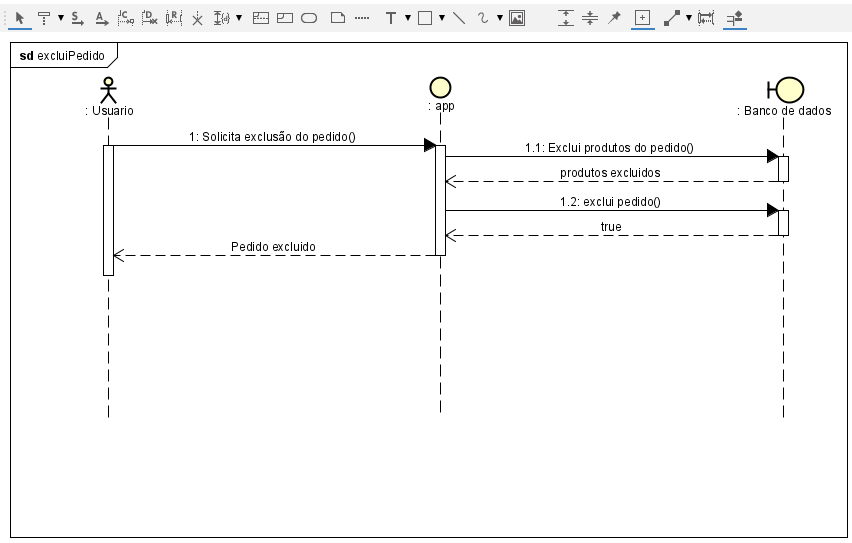 sd excluiPedido
: Usuario
: app
: Banco de dados
1: Solicita exclusão do pedido()
1.1: Exclui produtos do pedido()
produtos excluidos
1.2: exclui pedido()
true
Pedido excluido